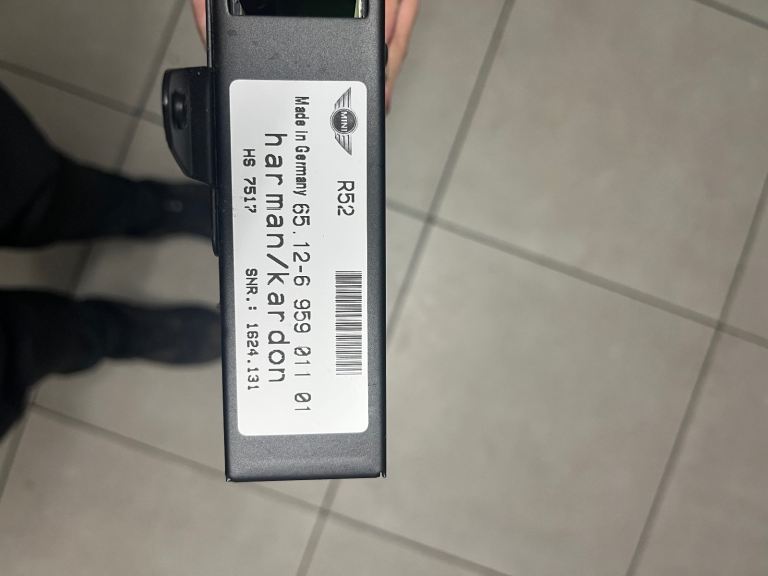 MINI
R52
Made in Germany 65.12-6 959 011 01
harman/kardon
HS 7517 SNR.: 1624.131